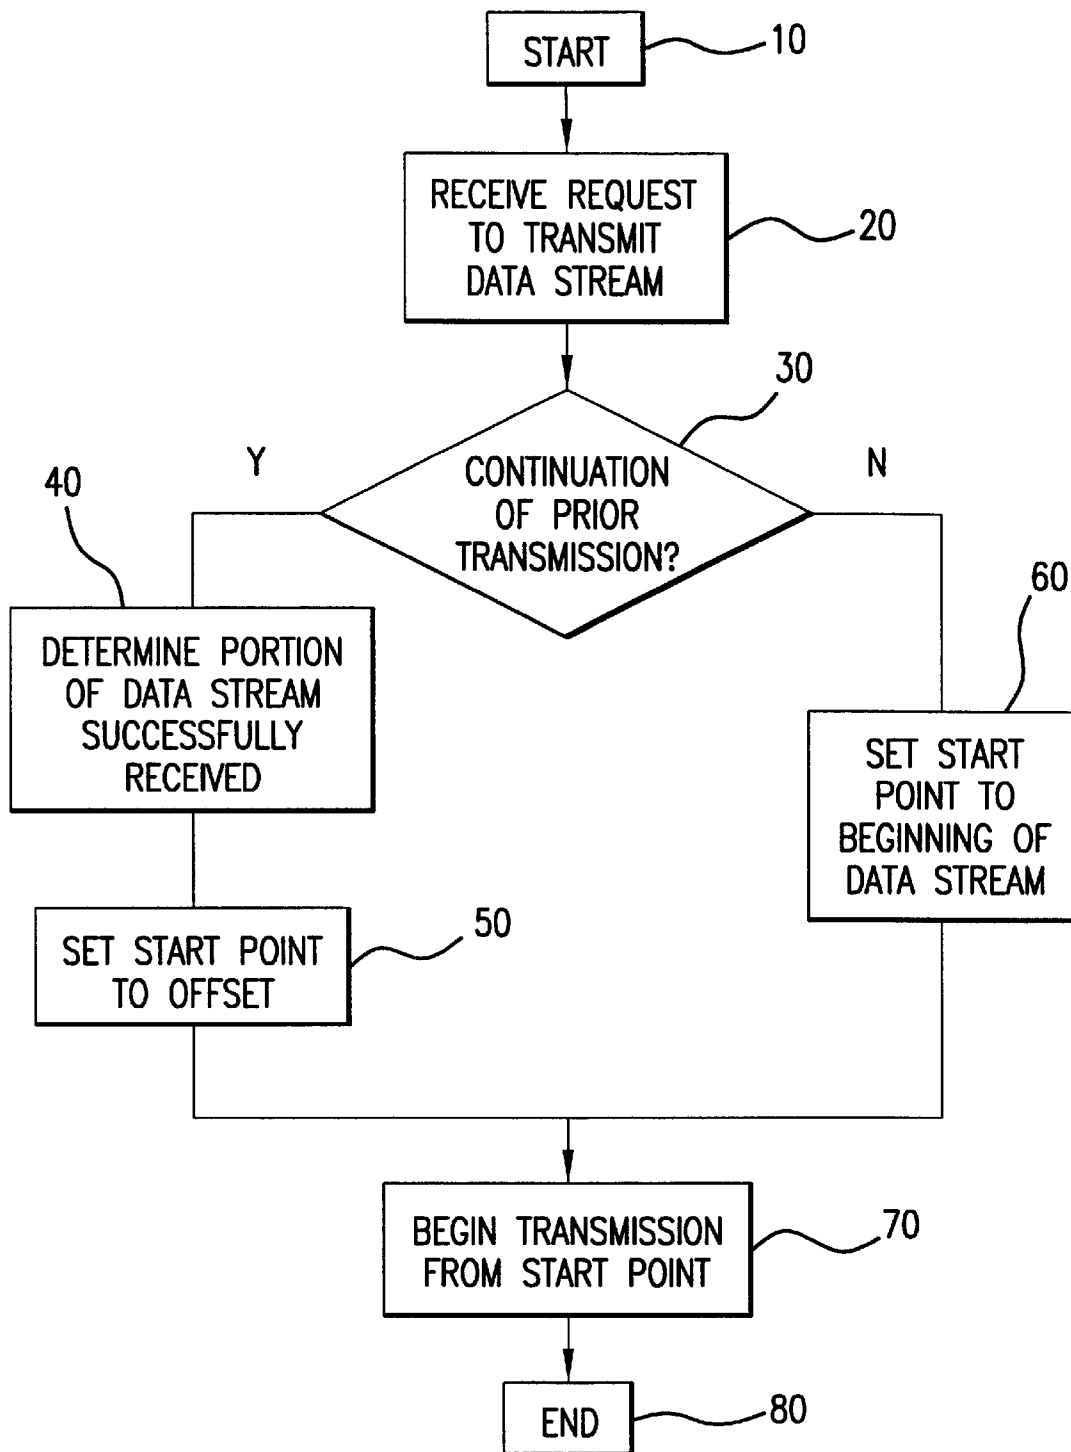 START
10
RECEIVE REQUEST
TO TRANSMIT
DATA STREAM
20
30
Y
CONTINUATION
OF PRIOR
TRANSMISSION?
N
40
DETERMINE PORTION
OF DATA STREAM
SUCCESSFULLY
RECEIVED
60
SET START
POINT TO
BEGINNING OF
DATA STREAM
50
SET START POINT
TO OFFSET
BEGIN TRANSMISSION
FROM START POINT
70
END
80